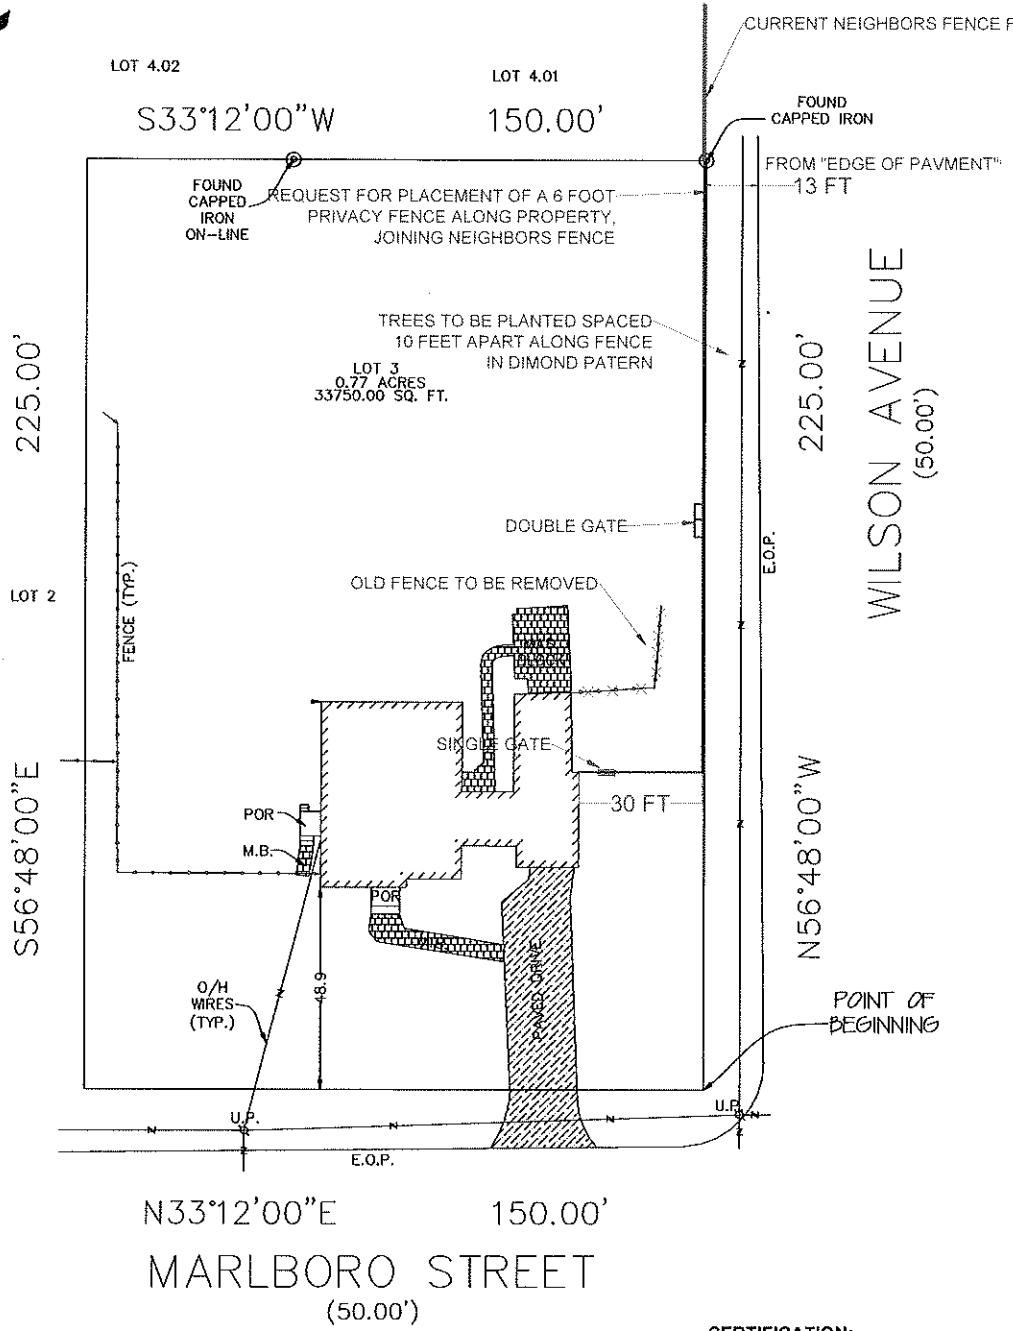 CURRENT NEIGHBORS FENCE
LOT 4.02
LOT 4.01
S33°12'00"W
150.00'
FOUND
CAPPED IRON
FROM "EDGE OF PAVMENT"
13 FT
FOUND
CAPPED
IRON
ON-LINE
REQUEST FOR PLACEMENT OF A 6 FOOT
PRIVACY FENCE ALONG PROPERTY,
JOINING NEIGHBORS FENCE
TREES TO BE PLANTED SPACED
10 FEET APART ALONG FENCE
IN DIMOND PATERN
LOT 3
0.77 ACRES
33750.00 SQ. FT.
225.00'
225.00'
WILSON AVENUE
(50.00')
DOUBLE GATE
E.O.P.
OLD FENCE TO BE REMOVED
LOT 2
FENCE (TYP.)
SINGLE GATE
30 FT
S56°48'00"E
N56°48'00"W
POR
M.B.
POR
48.9
PAVED DRIVE
O/H
WIRES
(TYP.)
POINT OF
BEGINNING
U.P.
U.P.
E.O.P.
N33°12'00"E
150.00'
MARLBORO STREET
(50.00')
CERTIFICATION: